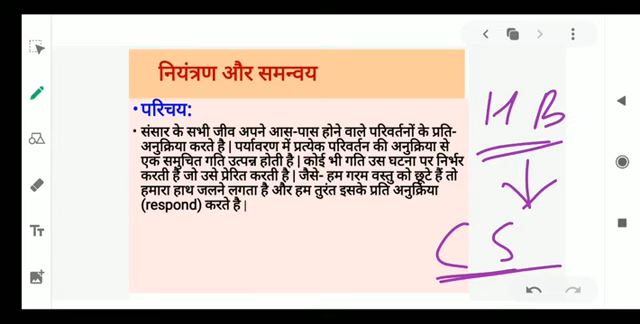 नियंत्रण और समन्वय
• परिचय:
• संसार के सभी जीव अपने आस-पास होने वाले परिवर्तनों के प्रति-
अनुक्रिया करते है | पर्यावरण में प्रत्येक परिवर्तन की अनुक्रिया से
एक समुचित गति उत्पन्न होती है | कोई भी गति उस घटना पर निर्भर
करती हैं जो उसे प्रेरित करती है | जैसे- हम गरम वस्तु को छूटे हैं तो
हमारा हाथ जलने लगता है और हम तुरंत इसके प्रति अनुक्रिया
(respond) करते है |
H B
C S
Tт